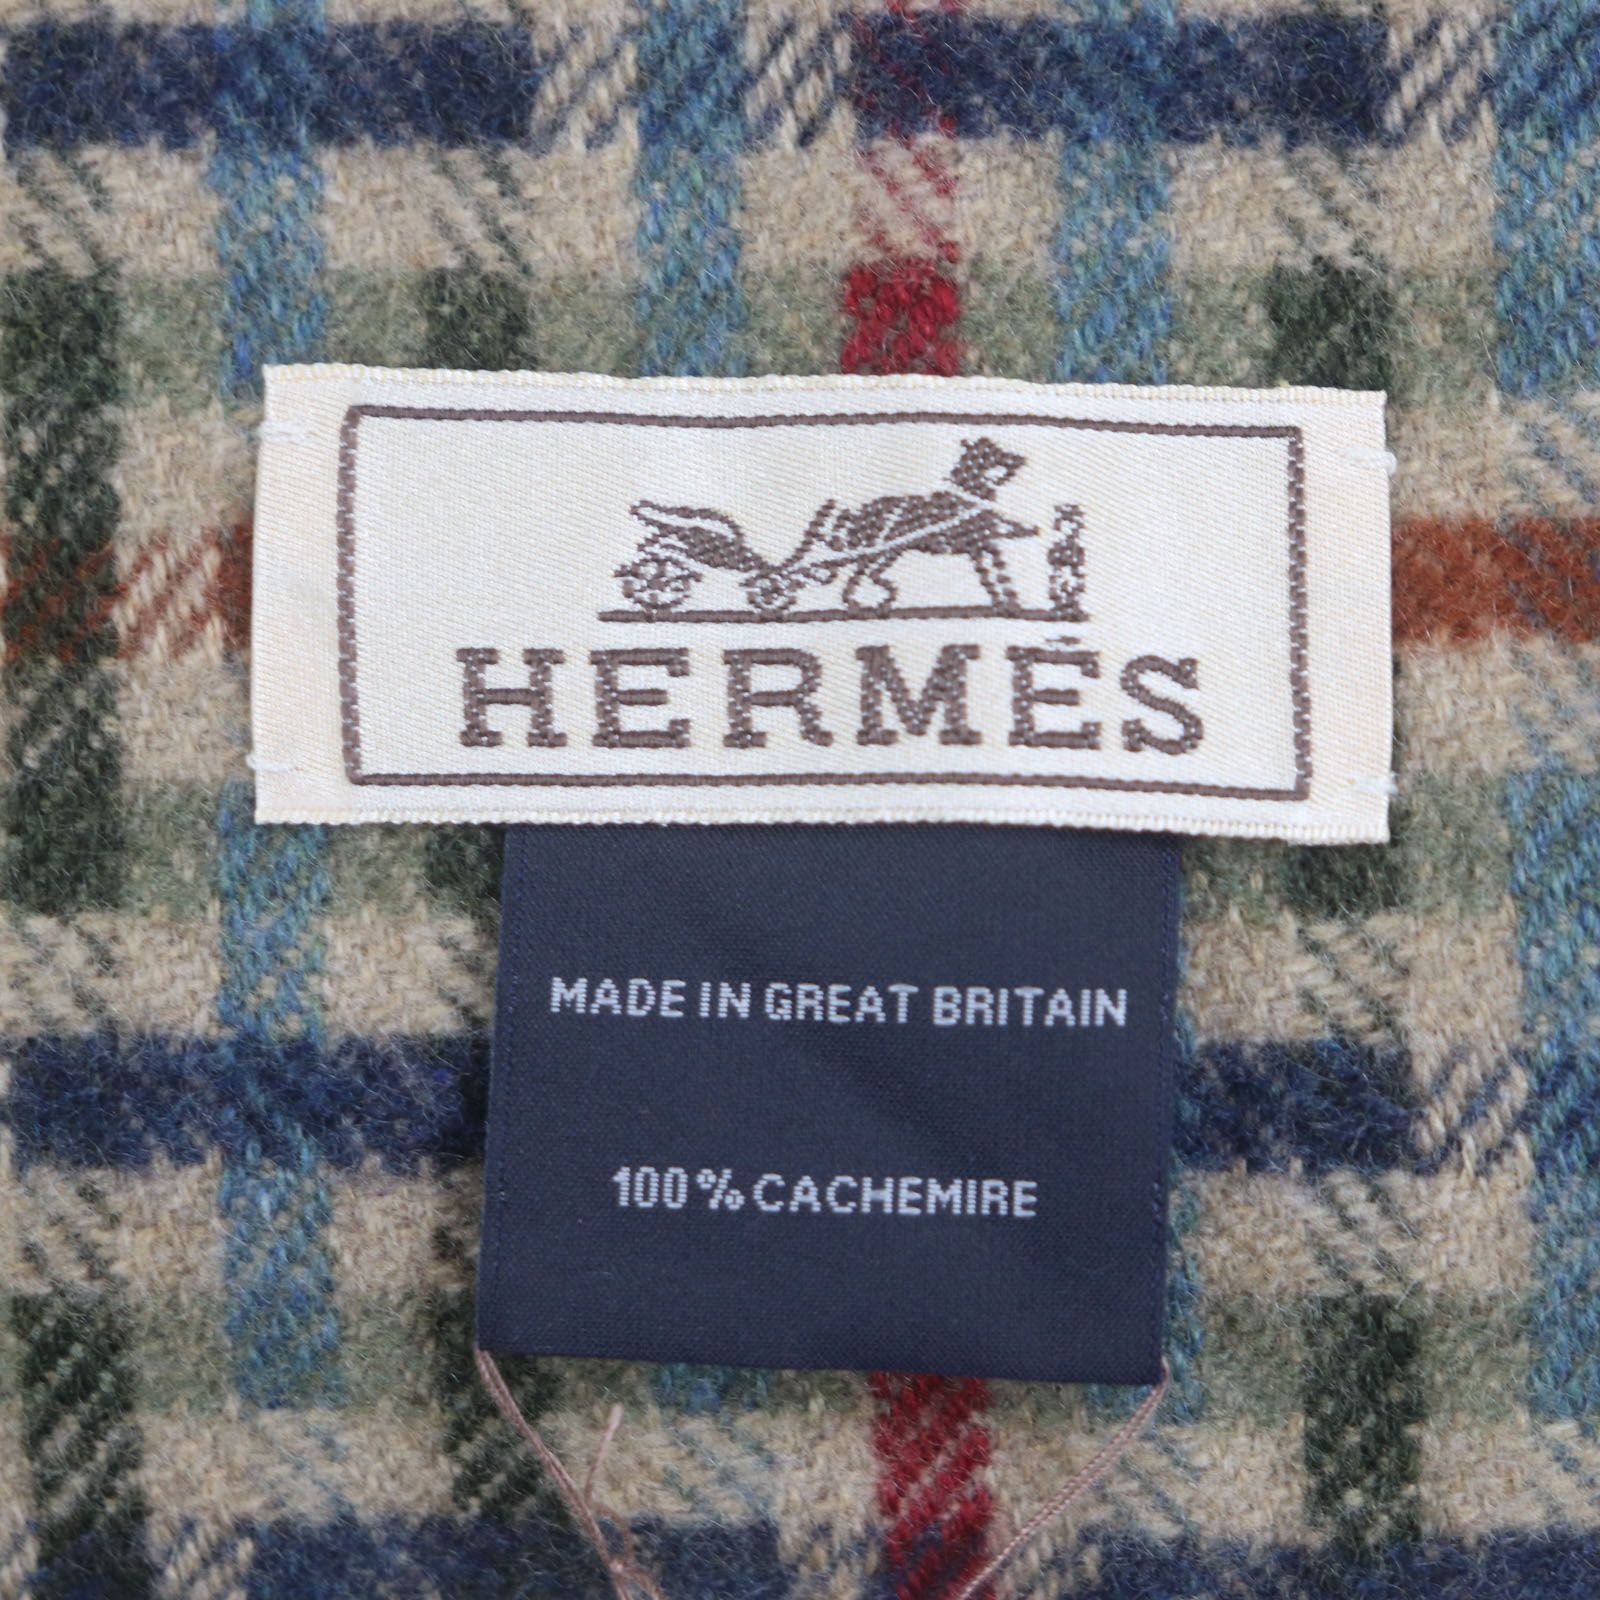 HERMÈS
MADE IN GREAT BRITAIN
100% CACHEMIRE